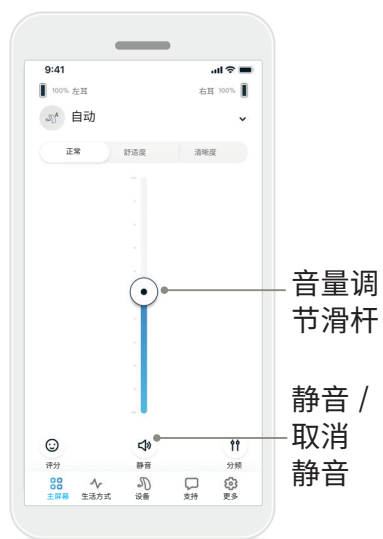 9:41
100% 左耳
右耳 100%
自动
正常
舒适度
清晰度
音量调
节滑杆
静音 /
取消
静音
评分
静音
分频
主屏幕
生活方式
设备
支持
更多